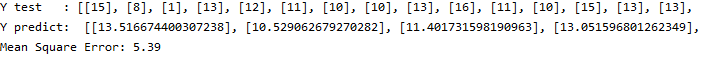 Y test   : [[15], [8], [1], [13], [12], [11], [10], [10], [13], [16], [11], [10], [15], [13], [13],
Y predict:  [[13.516674400307238], [10.529062679270282], [11.401731598190963], [13.051596801262349],
Mean Square Error: 5.39